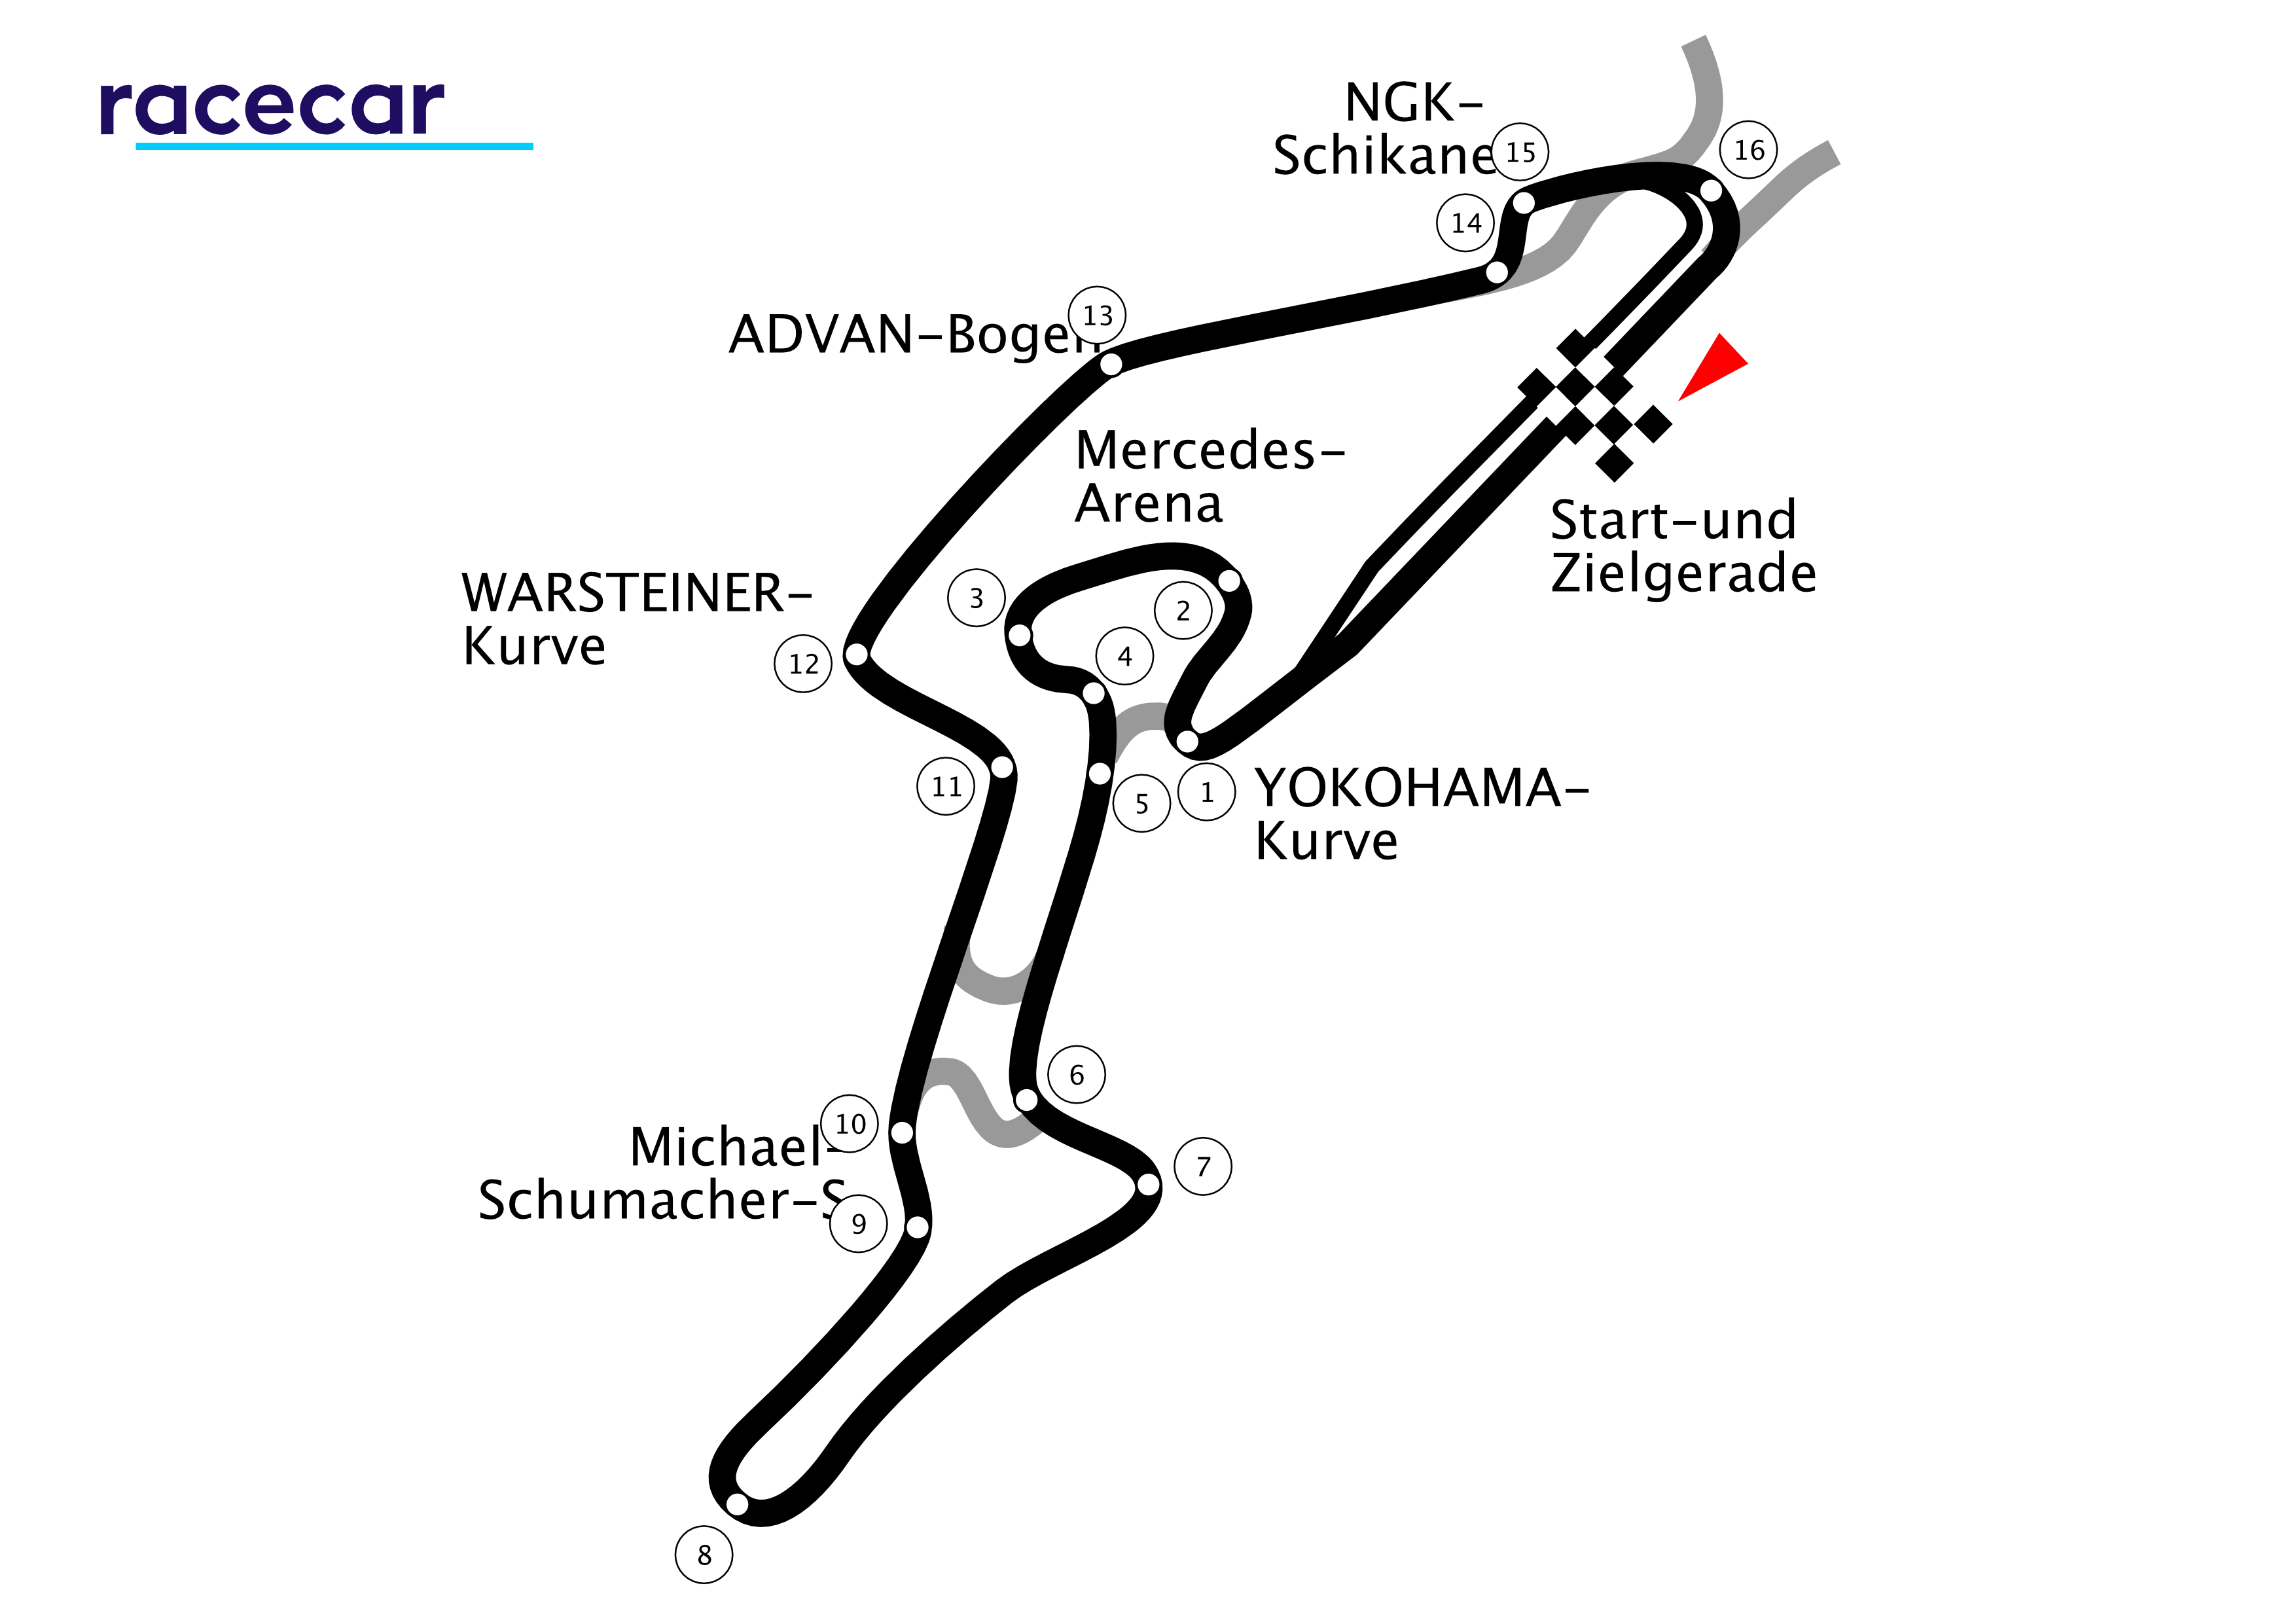 racecar
NGK-
Schikane
15
16
14
13
ADVAN-Bogen
Mercedes-
Arena
Start-und
Zielgerade
WARSTEINER-
Kurve
12
3
2
4
11
5
1
YOKOHAMA-
Kurve
6
10
Michael-
Schumacher-S
9
7
8